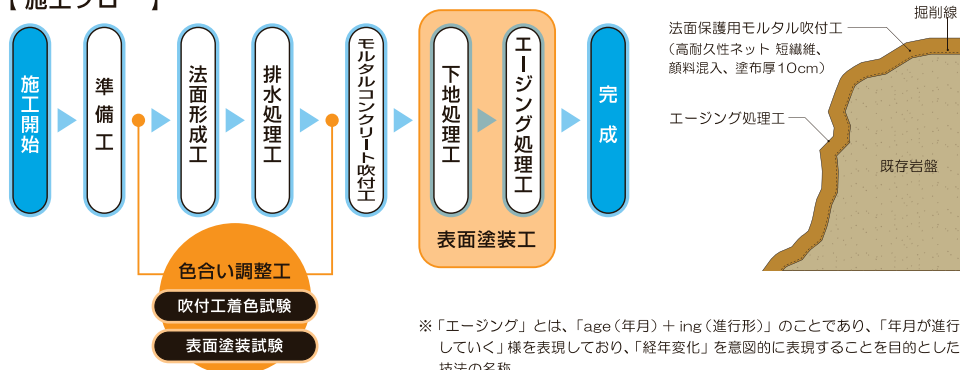 【 施工フロー 】
施工開始
準備工
法面形成工
排水処理工
モルタルコンクリート吹付工
下地処理工
エージング処理工
完成
表面塗装工
色合い調整工
吹付工着色試験
表面塗装試験
掘削線
法面保護用モルタル吹付工
（高耐久性ネット 短繊維、
顔料混入、塗布厚10cm）
エージング処理工
既存岩盤
※「エージング」とは、「age（年月）＋ing（進行形）」のことであり、「年月が進行
していく」様を表現しており、「経年変化」を意図的に表現することを目的とした
技法の名称